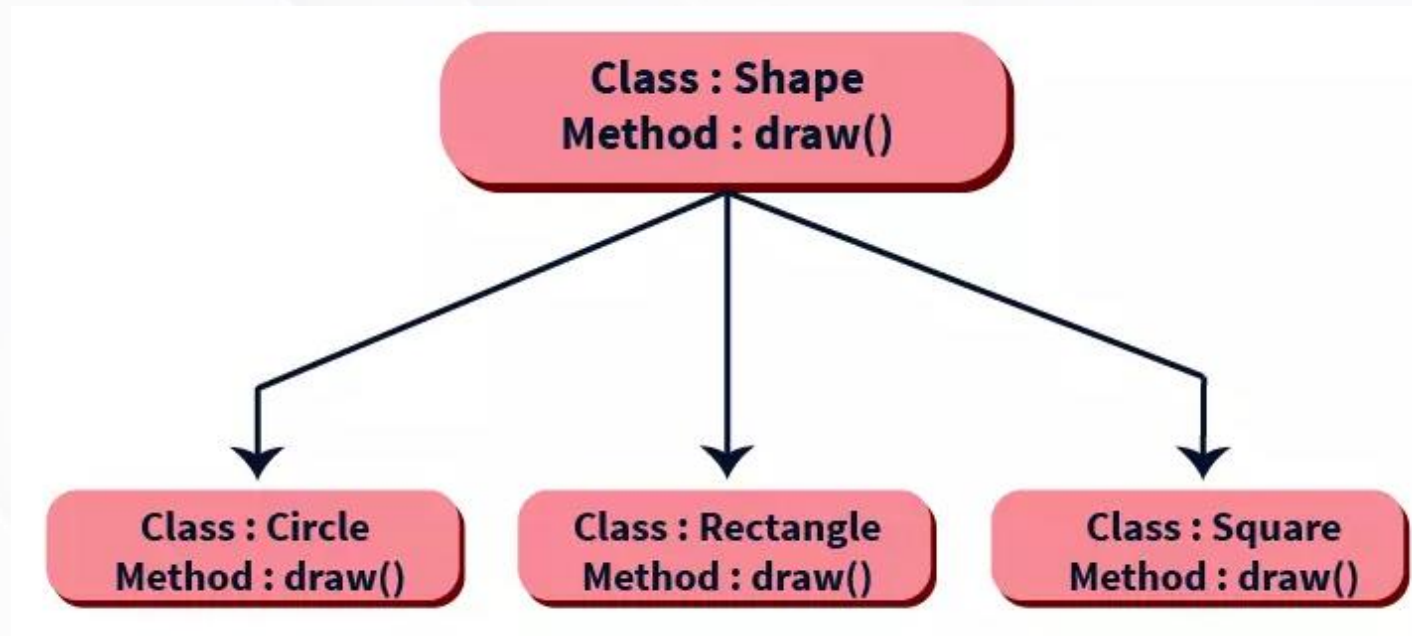 Class : Shape
Method : draw()
Class : Circle
Method : draw()
Class : Rectangle
Method : draw()
Class : Square
Method : draw()